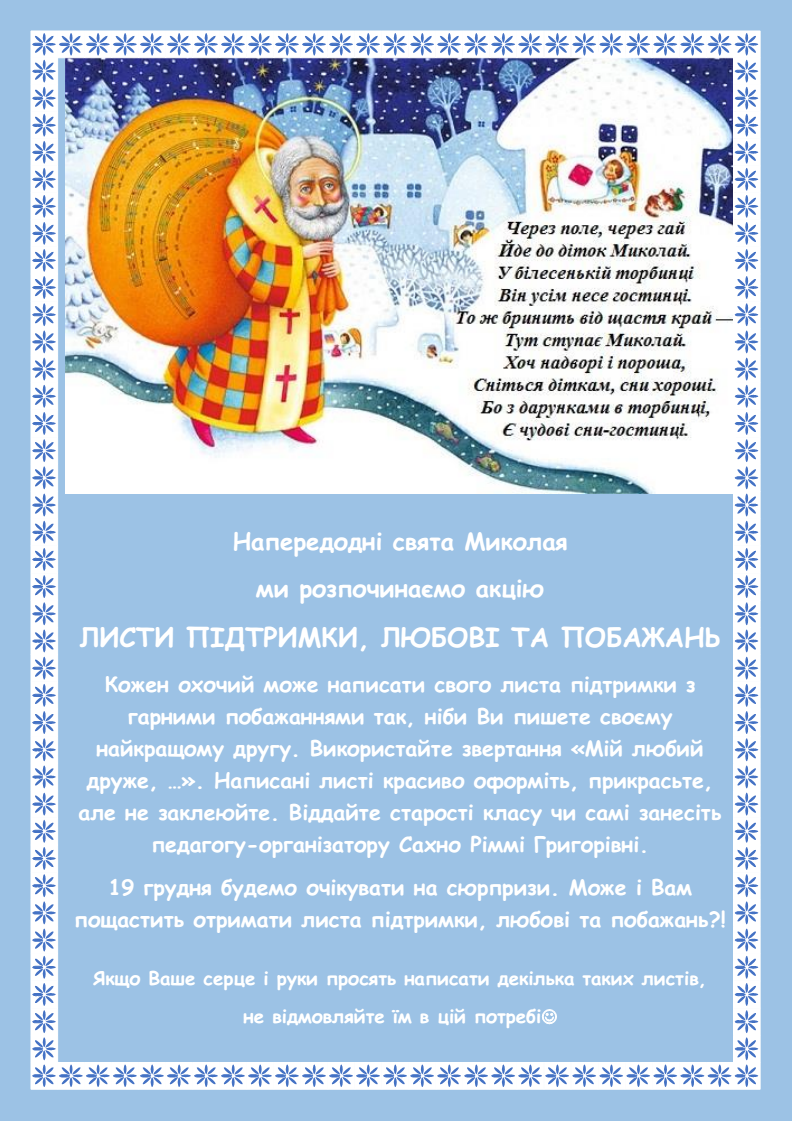 Через поле, через гай
Йде до діток Миколай.
У білесенькій торбинці
Він усім несе гостинці.
То ж бринить від щастя край —
Тут ступає Миколай.
Хоч надворі і пороша,
Сняться діткам, сни хороші.
Бо з дарунками в торбинці,
Є чудові сни-гостинці.
Напередодні свята Миколая
ми розпочинаємо акцію
ЛИСТИ ПІДТРИМКИ, ЛЮБОВІ ТА ПОБАЖАНЬ
Кожен охочий може написати свого листа підтримки з
гарними побажаннями так, ніби Ви пишете своєму
найкращому другу. Використайте звертання «Мій любий
друже, …». Написані листі красиво оформіть, прикрасьте,
але не заклеюйте. Віддайте старості класу чи самі занесіть
педагогу-організатору Сахно Ріммі Григорівні.
19 грудня будемо очікувати на сюрпризи. Може і Вам
пощастить отримати листа підтримки, любові та побажань?!
Якщо Ваше серце і руки просять написати декілька таких листів,
не відмовляйте їм в цій потребі☺